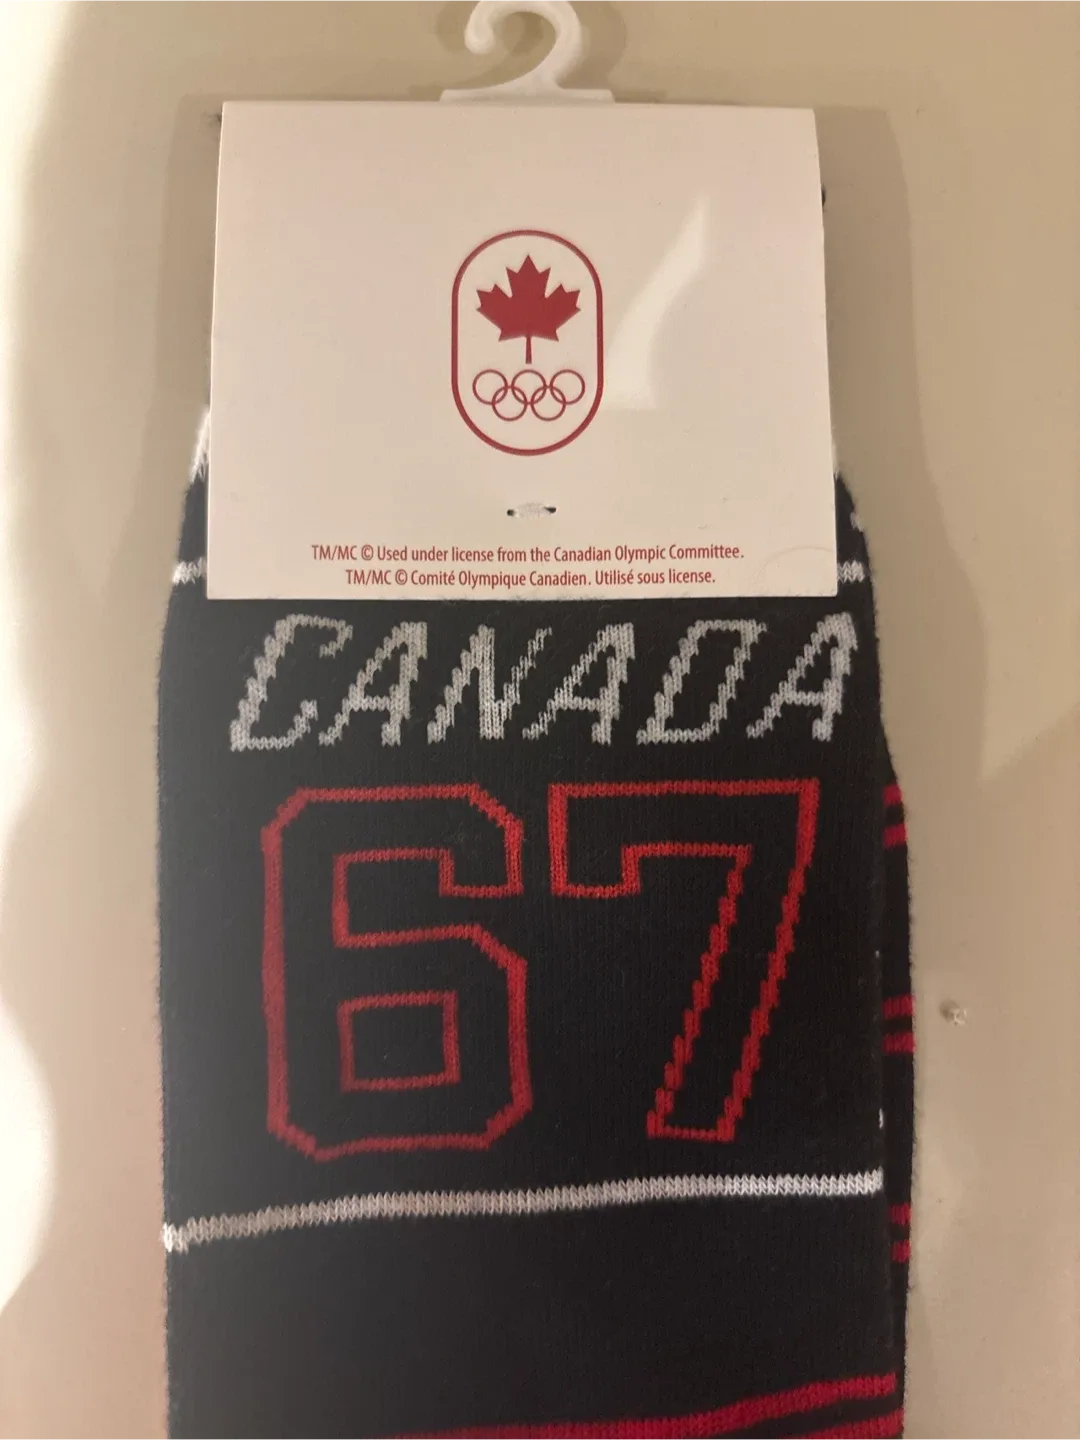 TM/MC © Used under license from the Canadian Olympic Committee.
TM/MC © Comité Olympique Canadien. Utilisé sous license.
CANADA
67